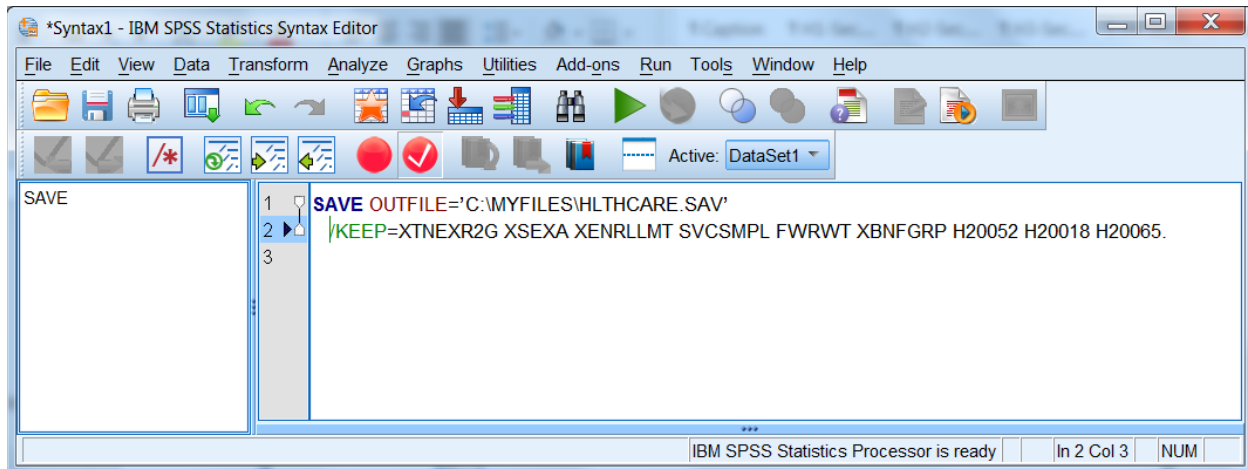 *Syntax1 - IBM SPSS Statistics Syntax Editor
File Edit View Data Transform Analyze Graphs Utilities Add-ons Run Tools Window Help
Active: DataSet1
SAVE
1 SAVE OUTFILE='C:\MYFILES\HLTHCARE.SAV'
2 /KEEP=XTNEXR2G XSEXA XENRLLMT SVCSMPL FWRWT XBNFGRP H20052 H20018 H20065.
3
IBM SPSS Statistics Processor is ready In 2 Col 3 NUM